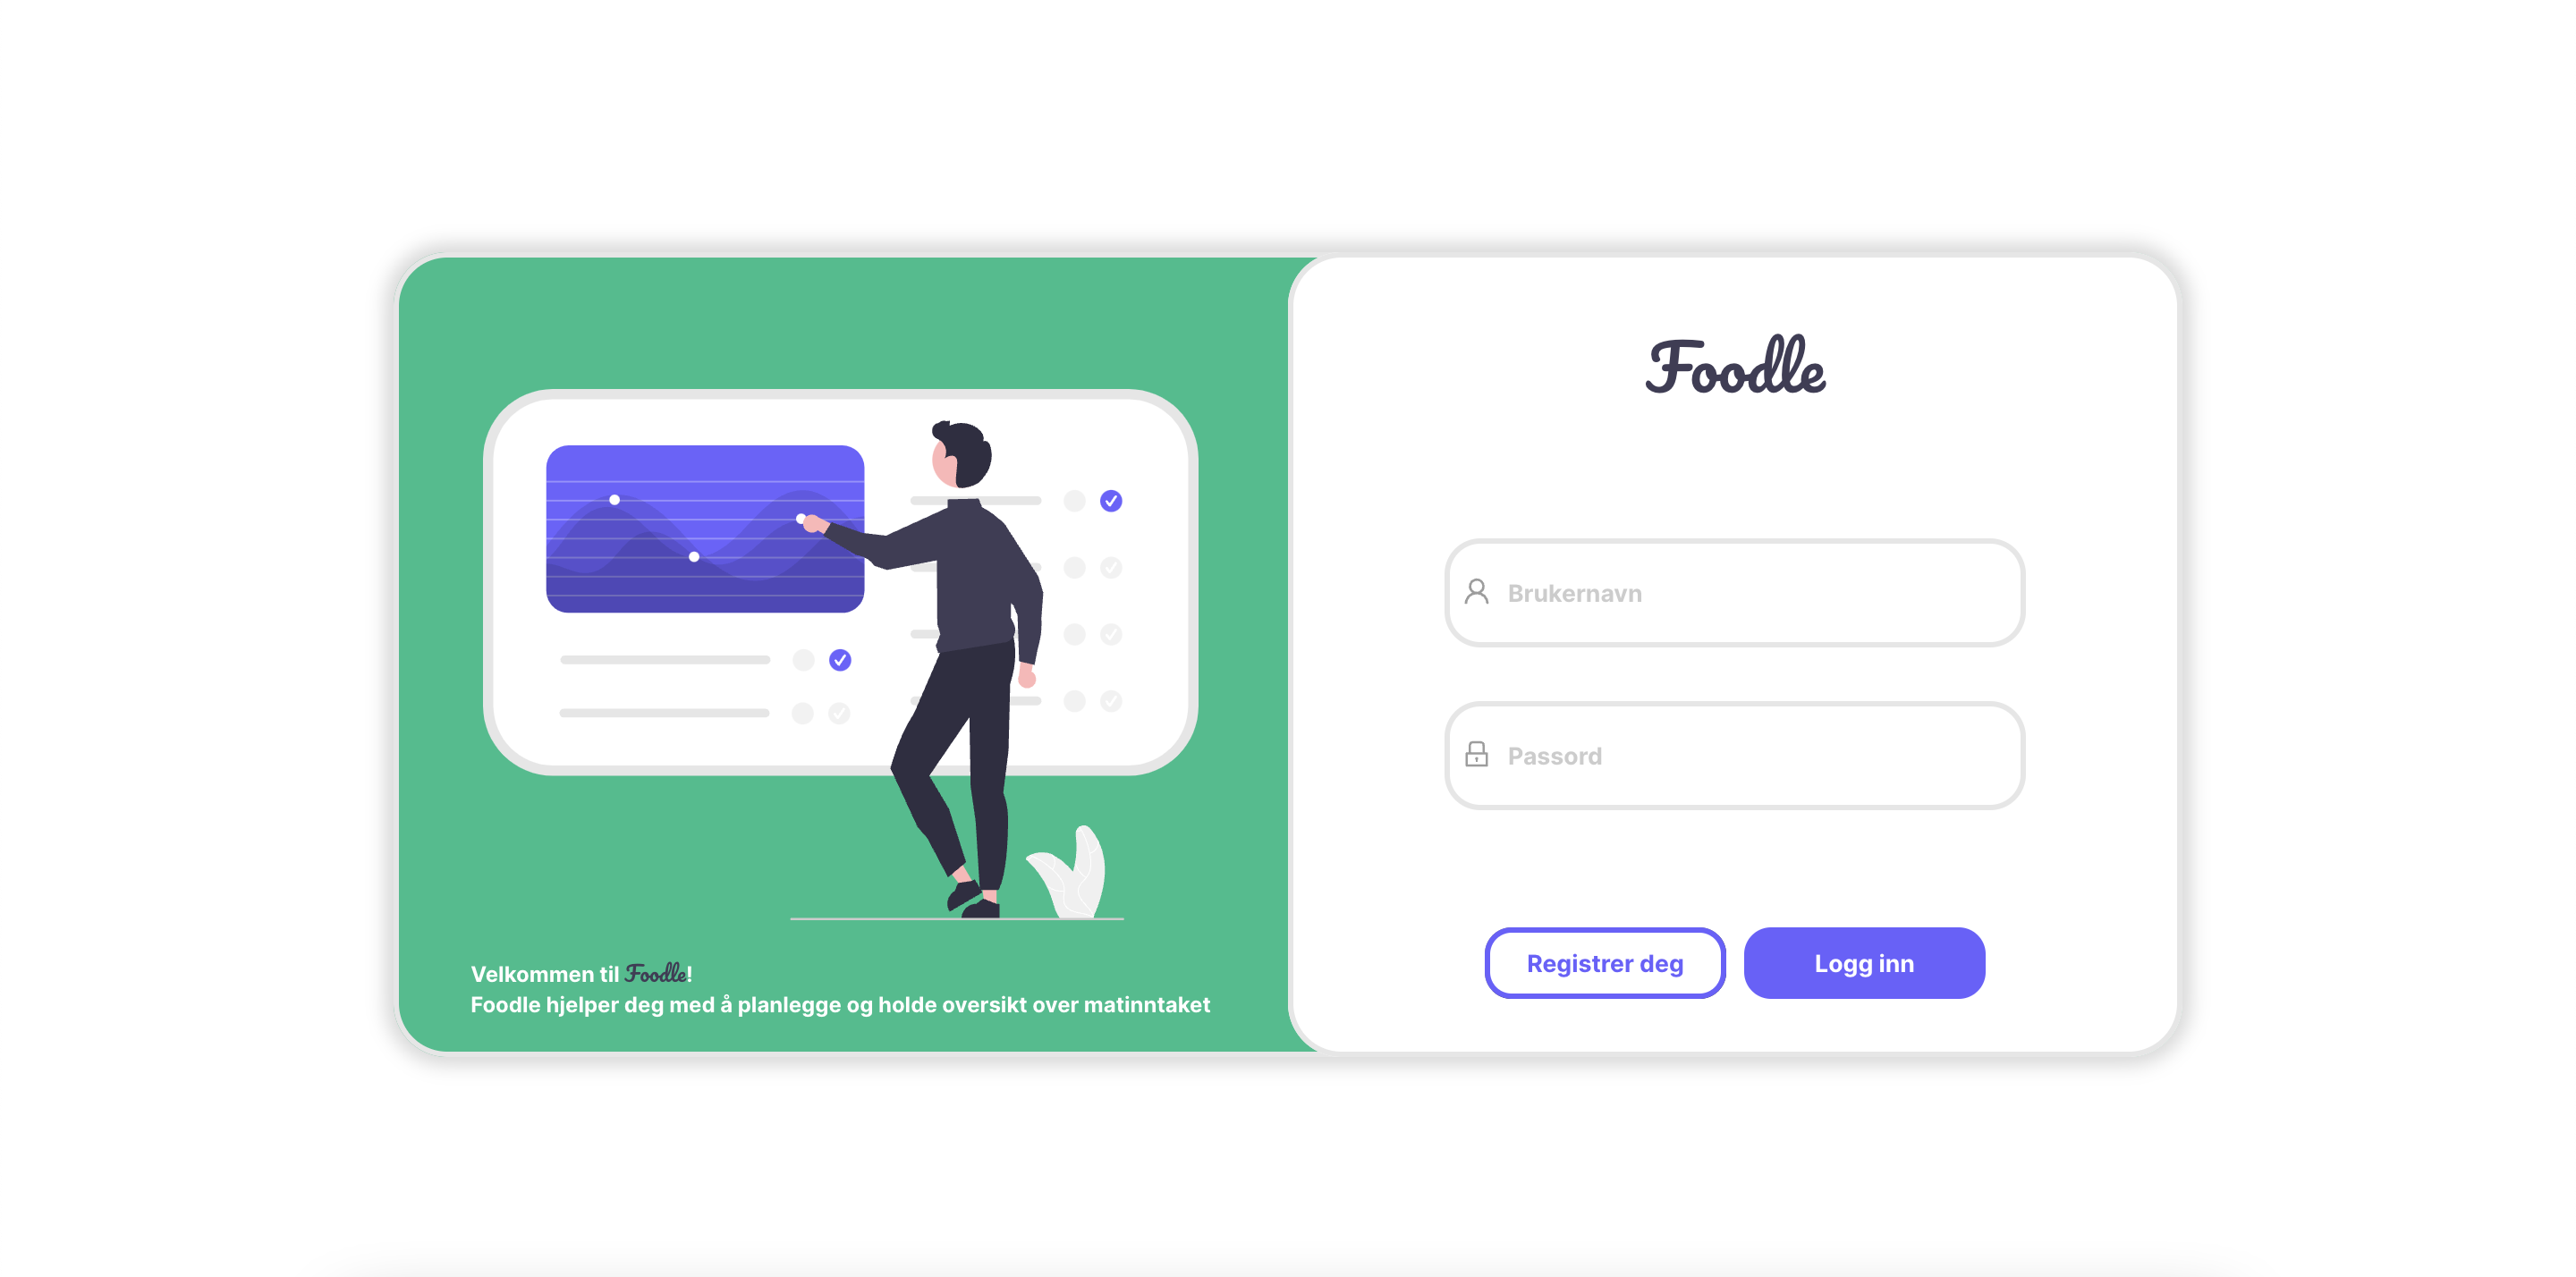 Foodle
Brukernavn
Passord
Registrer deg
Logg inn
Velkommen til Foodle!
Foodle hjelper deg med å planlegge og holde oversikt over matinntaket